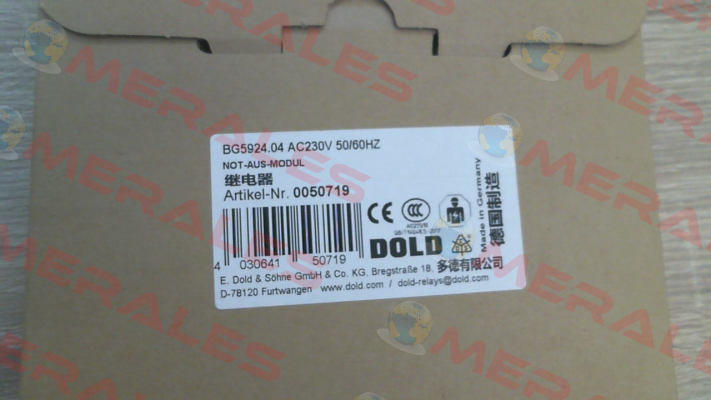 BG5924.04 AC230V 50/60HZ
NOT-AUS-MODUL
继电器
Artikel-Nr. 0050719
CE
CCC
DOLD
Made in Germany
德国制造
4 030641 50719
E. Dold & Söhne GmbH & Co. KG, Bregstraße 18, 多德有限公司
D-78120 Furtwangen www.dold.com / dold-relays@dold.com
MERALES
MERALES
MERALES
MERALES
MERALES
MERALES